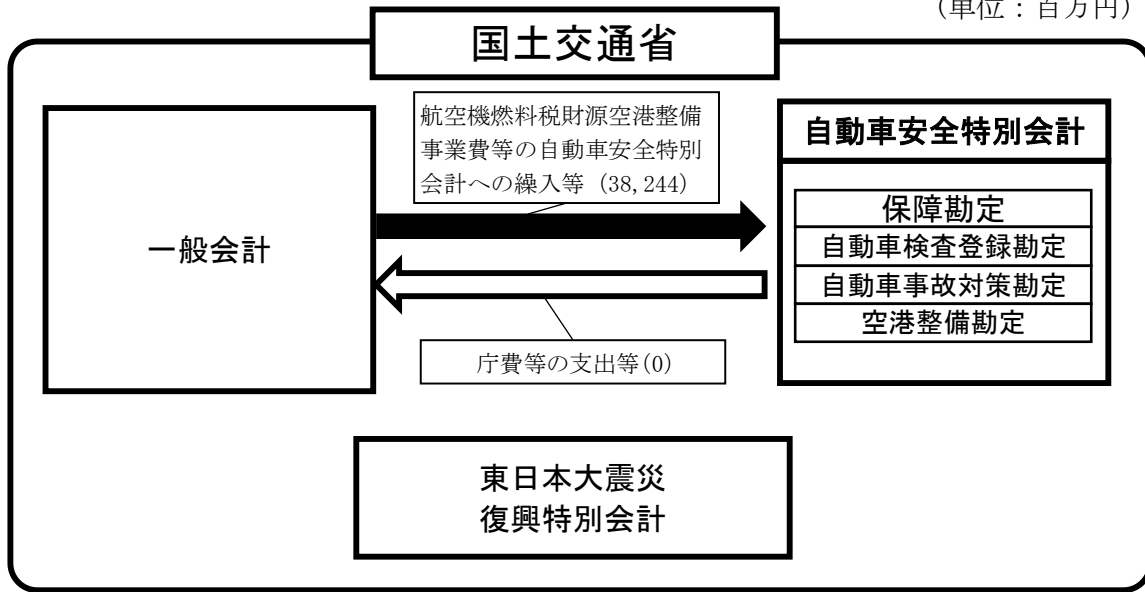 （単位：百万円）
国土交通省
航空機燃料税財源空港整備
事業費等の自動車安全特別
会計への繰入等（38,244）
一般会計
自動車安全特別会計
保障勘定
自動車検査登録勘定
自動車事故対策勘定
空港整備勘定
庁費等の支出等(0)
東日本大震災
復興特別会計